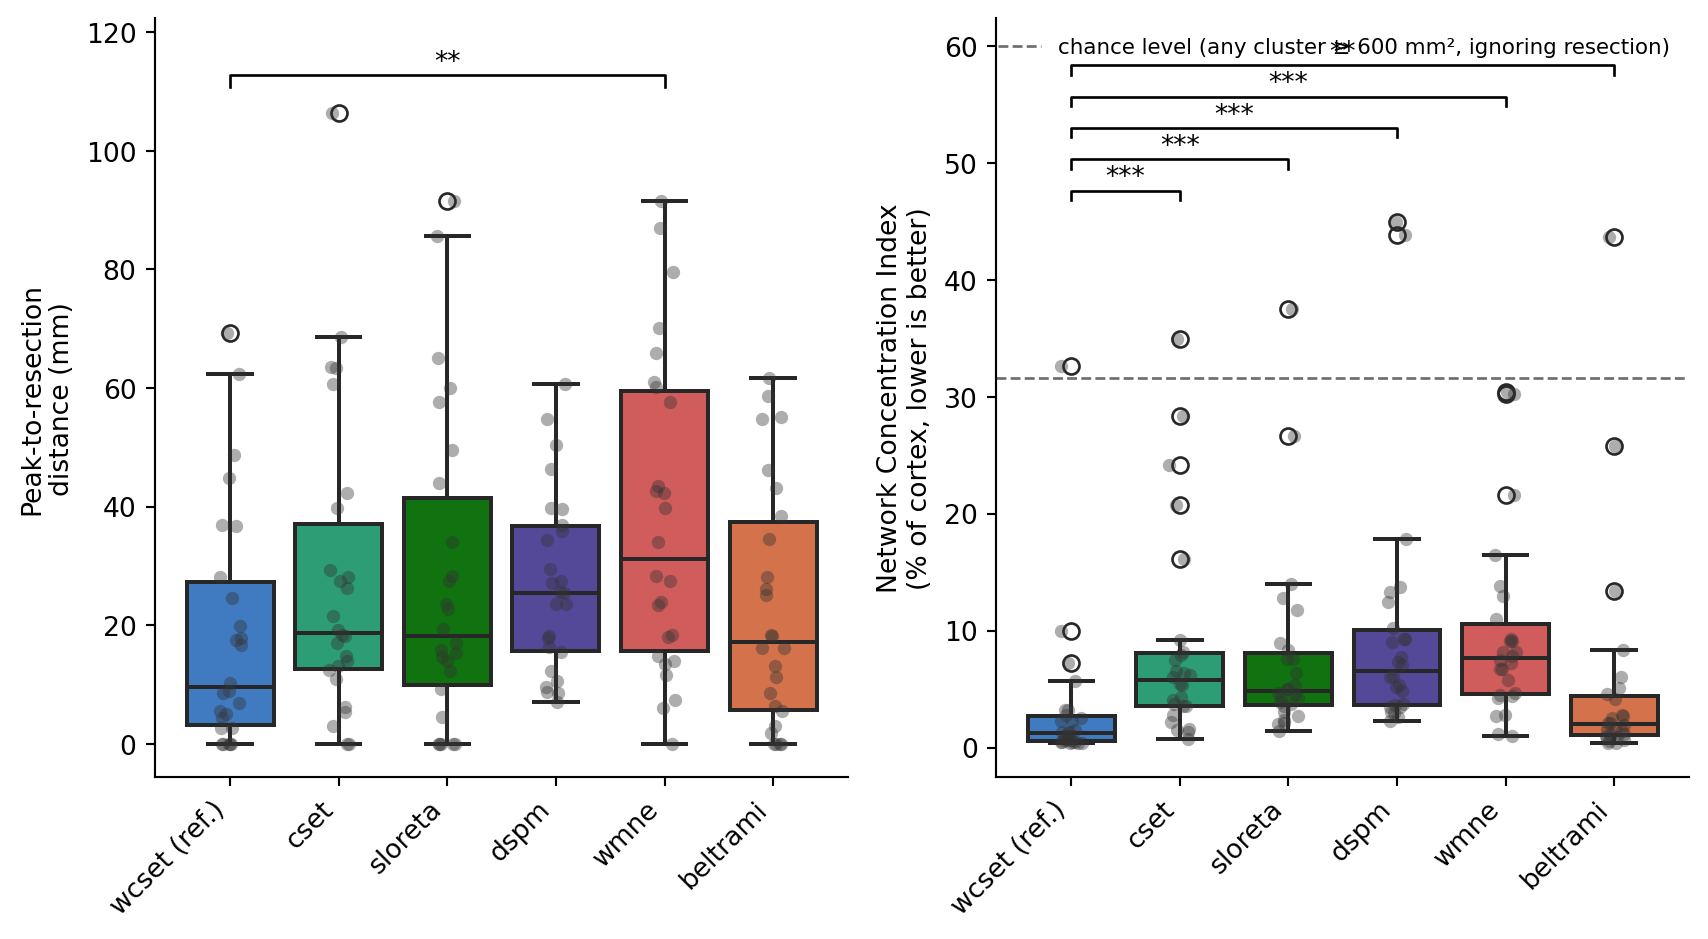 120
100
80
60
40
20
0
Peak-to-resection
distance (mm)
**
wcset (ref.)
cset
sloreta
dspm
wmne
beltrami
60
50
40
30
20
10
0
Network Concentration Index
(% of cortex, lower is better)
chance level (any cluster ≥ 600 mm², ignoring resection)
**
***
***
***
***
wcset (ref.)
cset
sloreta
dspm
wmne
beltrami